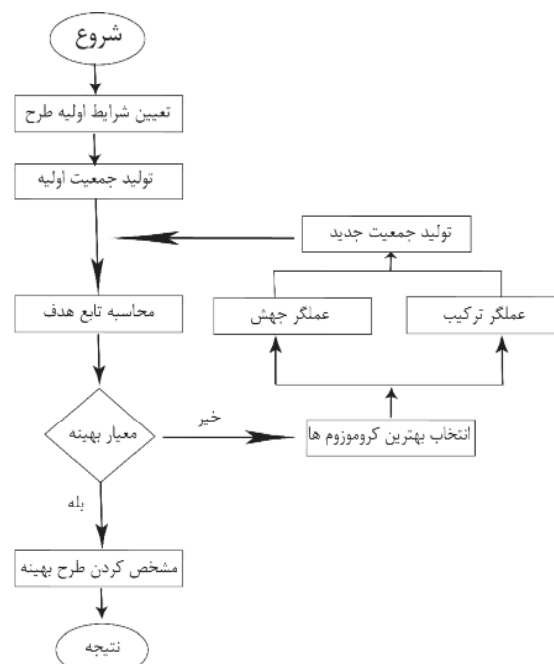 شروع
تعیین شرایط اولیه طرح
تولید جمعیت اولیه
تولید جمعیت جدید
محاسبه تابع هدف
عملگر جهش
عملگر ترکیب
معیار بهینه
خیر
انتخاب بهترین کروموزوم ها
بله
مشخص کردن طرح بهینه
نتیجه